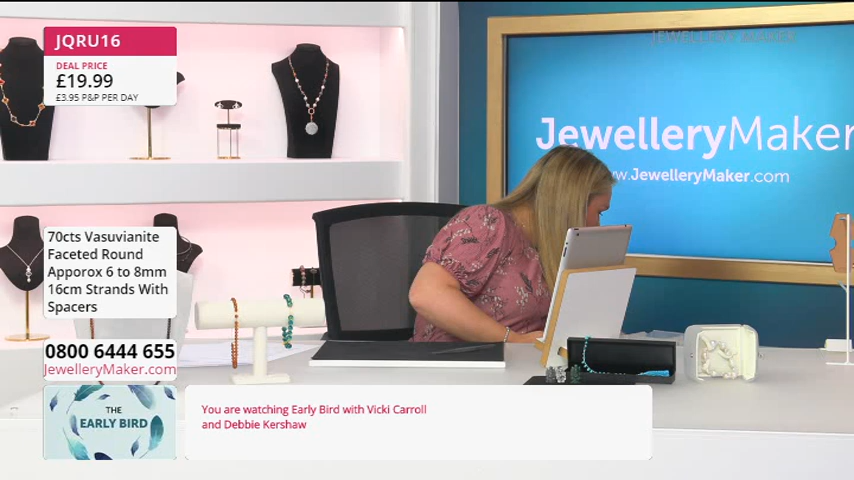 JQRU16
DEAL PRICE
£19.99
£3.95 P&P PER DAY
JEWELLERY MAKER
JewelleryMaker
www.JewelleryMaker.com
70cts Vasuvianite
Faceted Round
Apporox 6 to 8mm
16cm Strands With
Spacers
0800 6444 655
JewelleryMaker.com
THE
EARLY BIRD
You are watching Early Bird with Vicki Carroll
and Debbie Kershaw